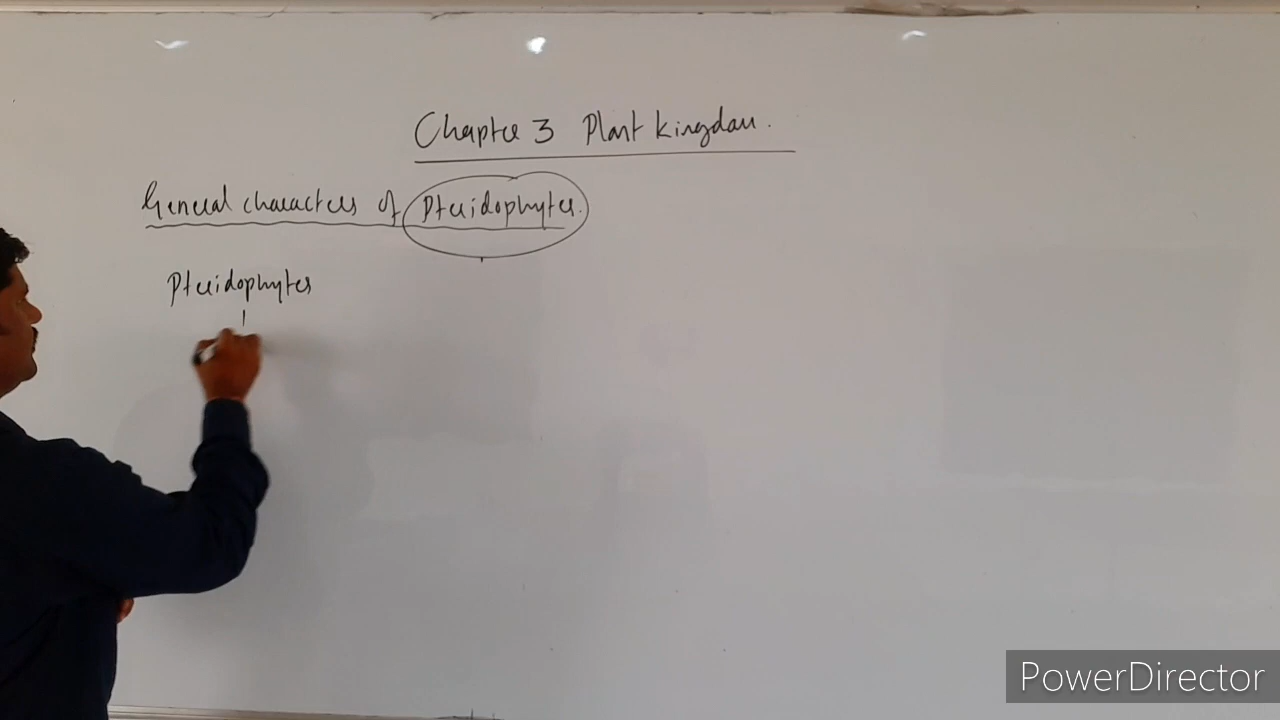 Chapter 3 Plant Kingdom.
General characters of Pteridophytes.
Pteridophytes
PowerDirector